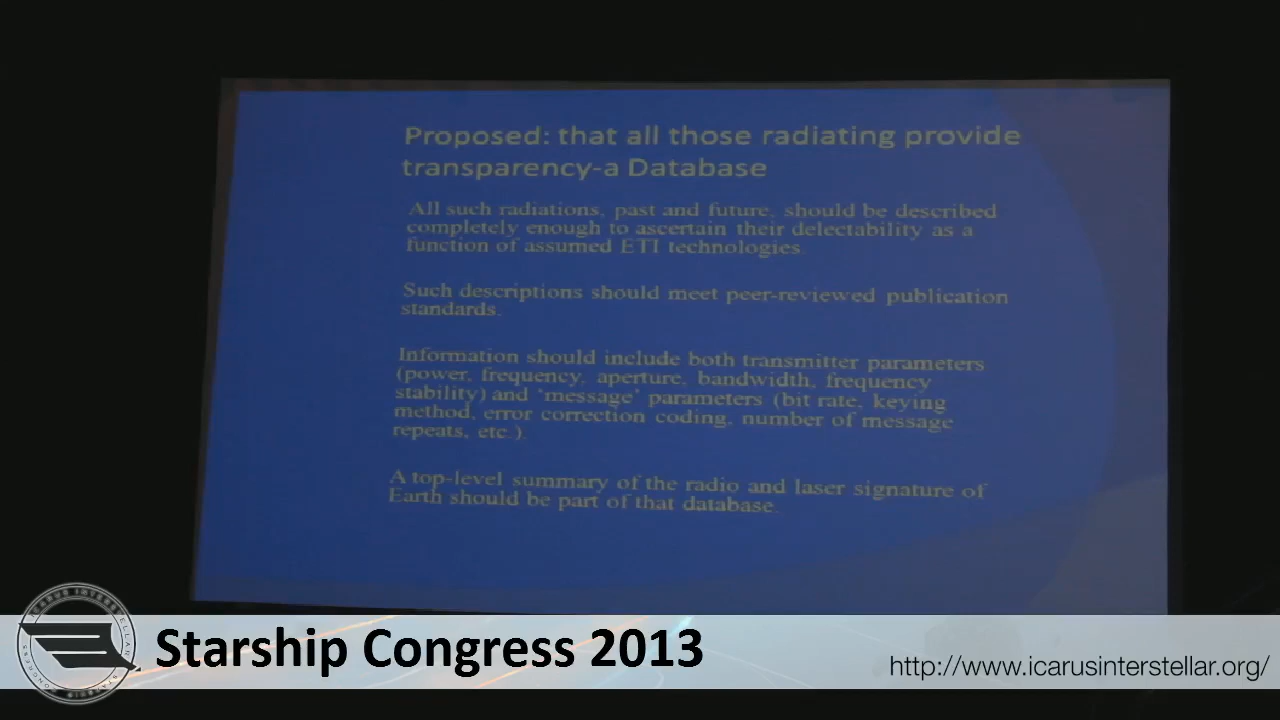 Proposed: that all those radiating provide
transparency-a Database
All such radiations, past and future, should be described
completely enough to ascertain their delectability as a
function of assumed ETI technologies.
Such descriptions should meet peer-reviewed publication
standards.
Information should include both transmitter parameters
(power, frequency, aperture, bandwidth, frequency
stability) and ‘message’ parameters (bit rate, keying
method, error correction coding, number of message
repeats, etc.).
A top-level summary of the radio and laser signature of
Earth should be part of that database.
ICARUS INTERSTELLAR
STARSHIP CONGRESS
Starship Congress 2013
http://www.icarusinterstellar.org/